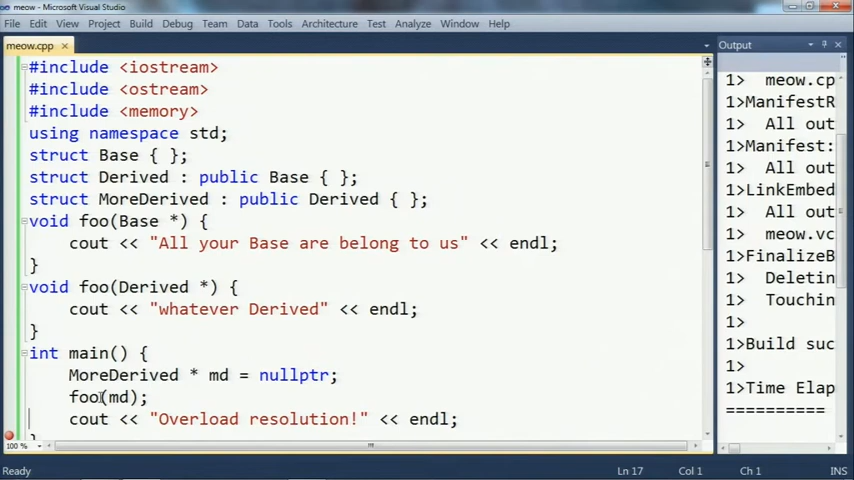 meow - Microsoft Visual Studio
File Edit View Project Build Debug Team Data Tools Architecture Test Analyze Window Help
meow.cpp
#include <iostream>
#include <ostream>
#include <memory>
using namespace std;
struct Base { };
struct Derived : public Base { };
struct MoreDerived : public Derived { };
void foo(Base *) {
cout << "All your Base are belong to us" << endl;
}
void foo(Derived *) {
cout << "whatever Derived" << endl;
}
int main() {
MoreDerived * md = nullptr;
foo(md);
cout << "Overload resolution!" << endl;
}
100 %
Output
1> meow.cp
1>ManifestR
1> All out
1>Manifest:
1> All out
1>LinkEmbed
1> All out
1> meow.vc
1>FinalizeB
1> Deletin
1> Touchin
1>
1>Build suc
1>
1>Time Elap
==========
Ready Ln 17 Col 1 Ch 1 INS